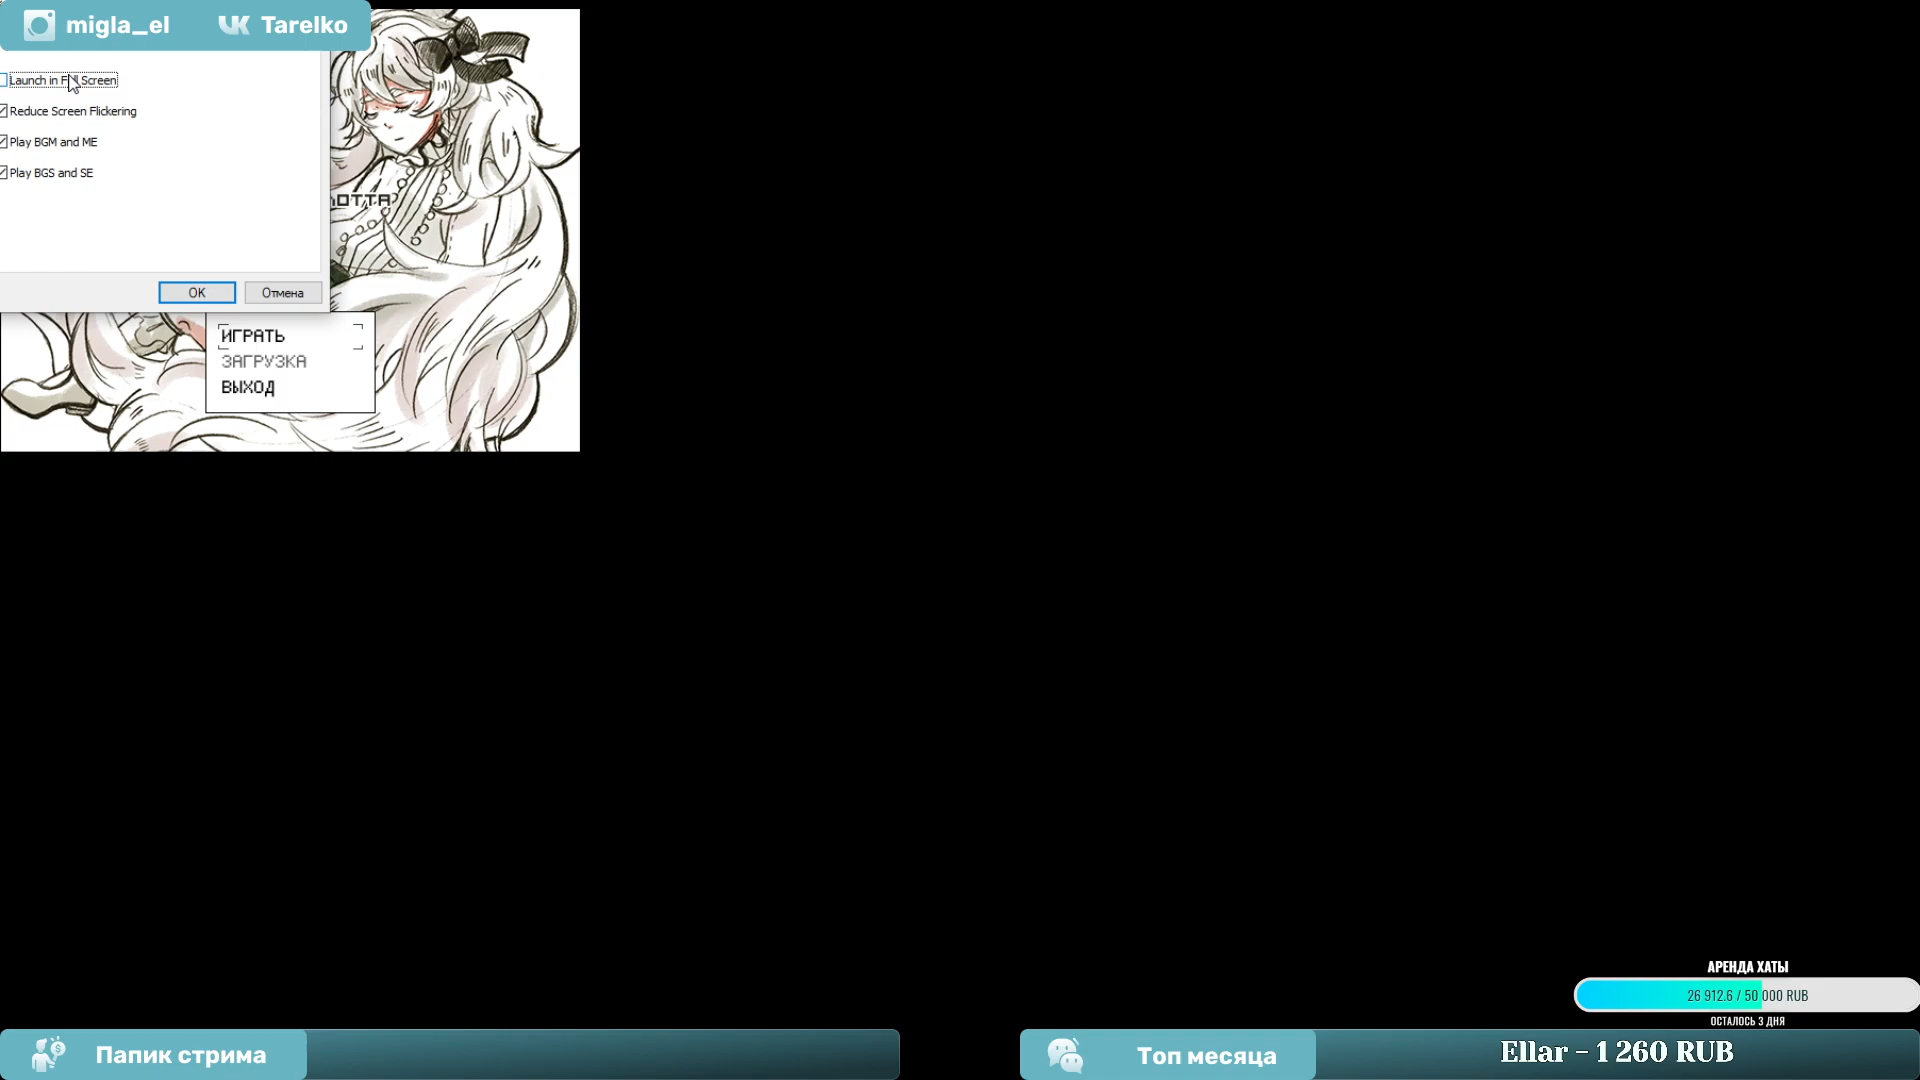 migla_el
Tarelko
Launch in Full Screen
Reduce Screen Flickering
Play BGM and ME
Play BGS and SE
OK
Отмена
ИГРАТЬ
ЗАГРУЗКА
ВЫХОД
АРЕНДА ХАТЫ
26 912.6 / 50 000 RUB
ОСТАЛОСЬ 3 ДНЯ
Папик стрима
Топ месяца
Ellar - 1 260 RUB